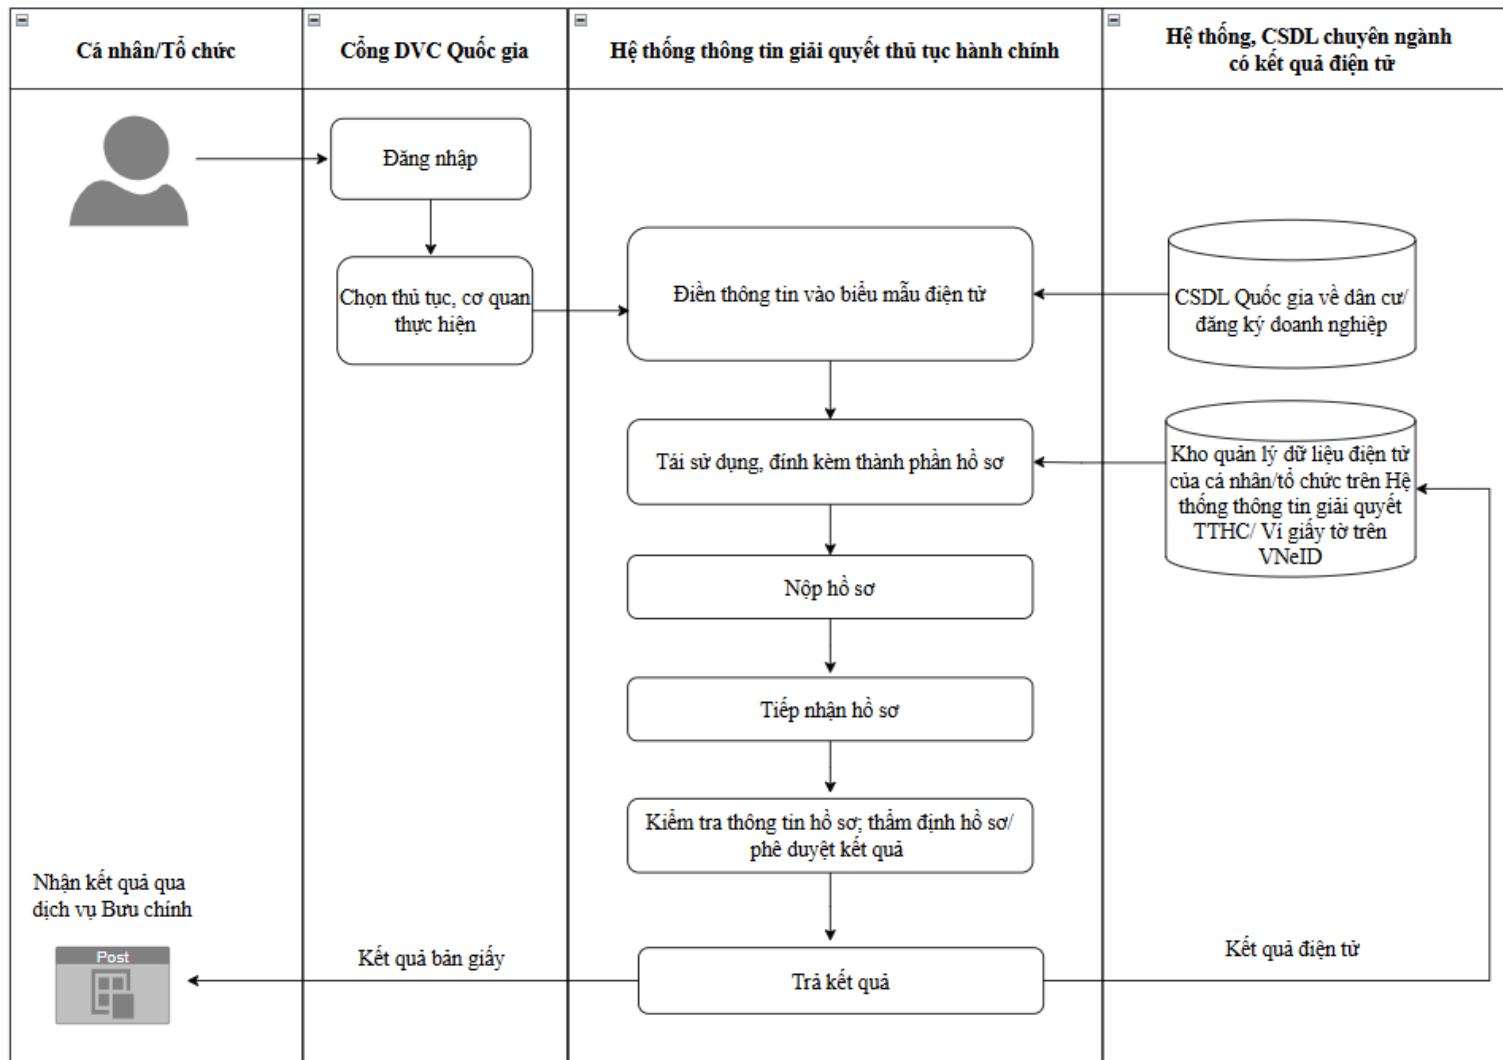 Cá nhân/Tổ chức
Cổng DVC Quốc gia
Hệ thống thông tin giải quyết thủ tục hành chính
Hệ thống, CSDL chuyên ngành
có kết quả điện tử
Đăng nhập
Chọn thủ tục, cơ quan
thực hiện
Điền thông tin vào biểu mẫu điện tử
CSDL Quốc gia về dân cư/
đăng ký doanh nghiệp
Tái sử dụng, đính kèm thành phần hồ sơ
Kho quản lý dữ liệu điện tử
của cá nhân/tổ chức trên Hệ
thống thông tin giải quyết
TTHC/ Ví giấy tờ trên
VNeID
Nộp hồ sơ
Tiếp nhận hồ sơ
Kiểm tra thông tin hồ sơ; thẩm định hồ sơ/
phê duyệt kết quả
Nhận kết quả qua
dịch vụ Bưu chính
Post
Kết quả bản giấy
Trả kết quả
Kết quả điện tử